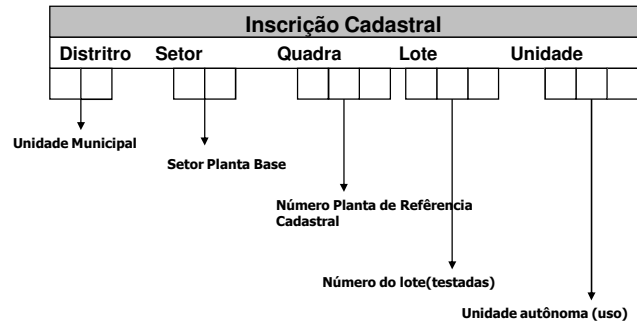 Inscrição Cadastral
Distritro Setor Quadra Lote Unidade
Unidade Municipal
Setor Planta Base
Número Planta de Refêrencia
Cadastral
Número do lote(testadas)
Unidade autônoma (uso)